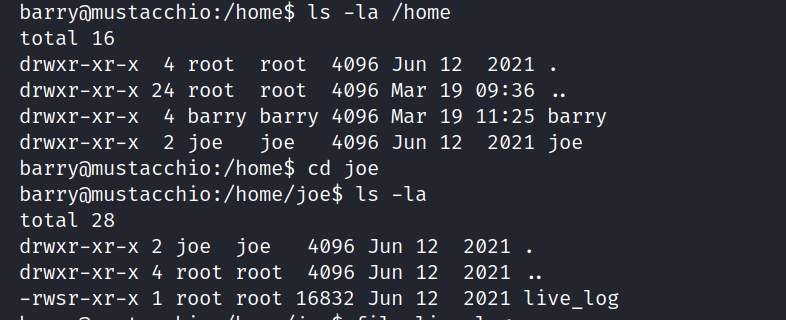 barry@mustacchio:/home$ ls -la /home
total 16
drwxr-xr-x  4 root  root  4096 Jun 12  2021 .
drwxr-xr-x 24 root  root  4096 Mar 19 09:36 ..
drwxr-xr-x  4 barry barry 4096 Mar 19 11:25 barry
drwxr-xr-x  2 joe   joe   4096 Jun 12  2021 joe
barry@mustacchio:/home$ cd joe
barry@mustacchio:/home/joe$ ls -la
total 28
drwxr-xr-x 2 joe  joe   4096 Jun 12  2021 .
drwxr-xr-x 4 root root  4096 Jun 12  2021 ..
-rwsr-xr-x 1 root root 16832 Jun 12  2021 live_log